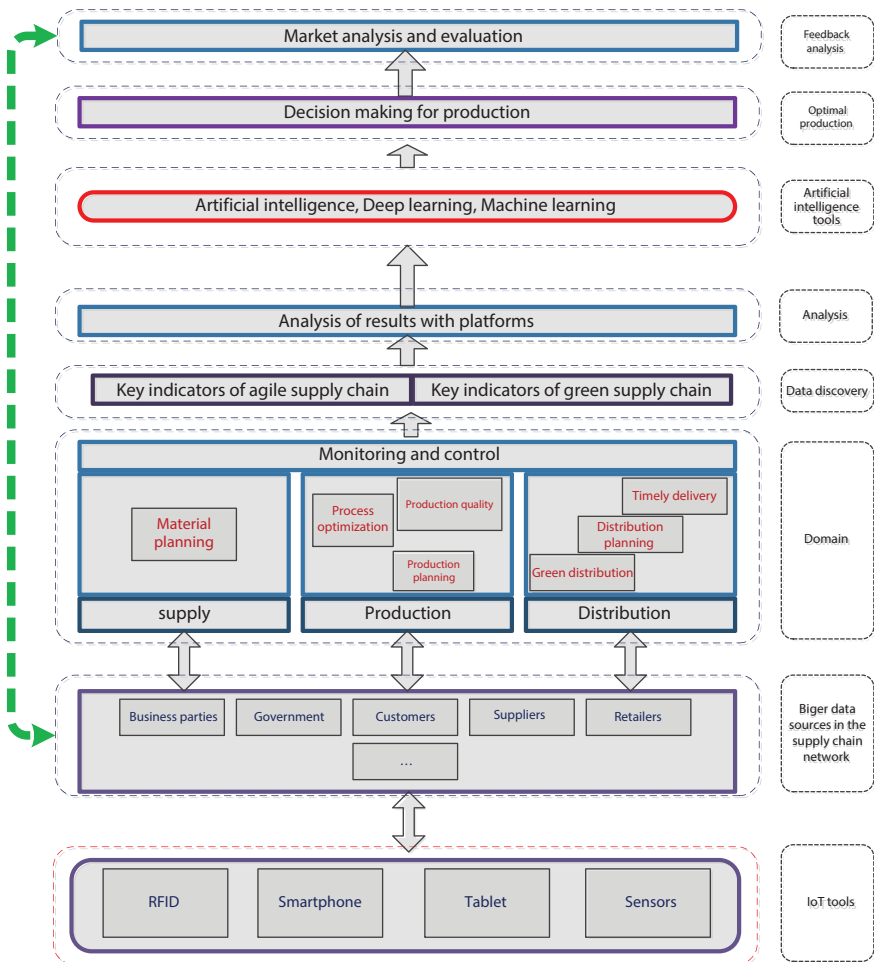 Market analysis and evaluation
Feedback
analysis
Decision making for production
Optimal
production
Artificial intelligence, Deep learning, Machine learning
Artificial
intelligence
tools
Analysis of results with platforms
Analysis
Key indicators of agile supply chain
Key indicators of green supply chain
Data discovery
Monitoring and control
Material
planning
Process
optimization
Production quality
Production
planning
Timely delivery
Distribution
planning
Green distribution
Domain
supply
Production
Distribution
Business parties
Government
Customers
Suppliers
Retailers
...
Biger data
sources in the
supply chain
network
RFID
Smartphone
Tablet
Sensors
IoT tools